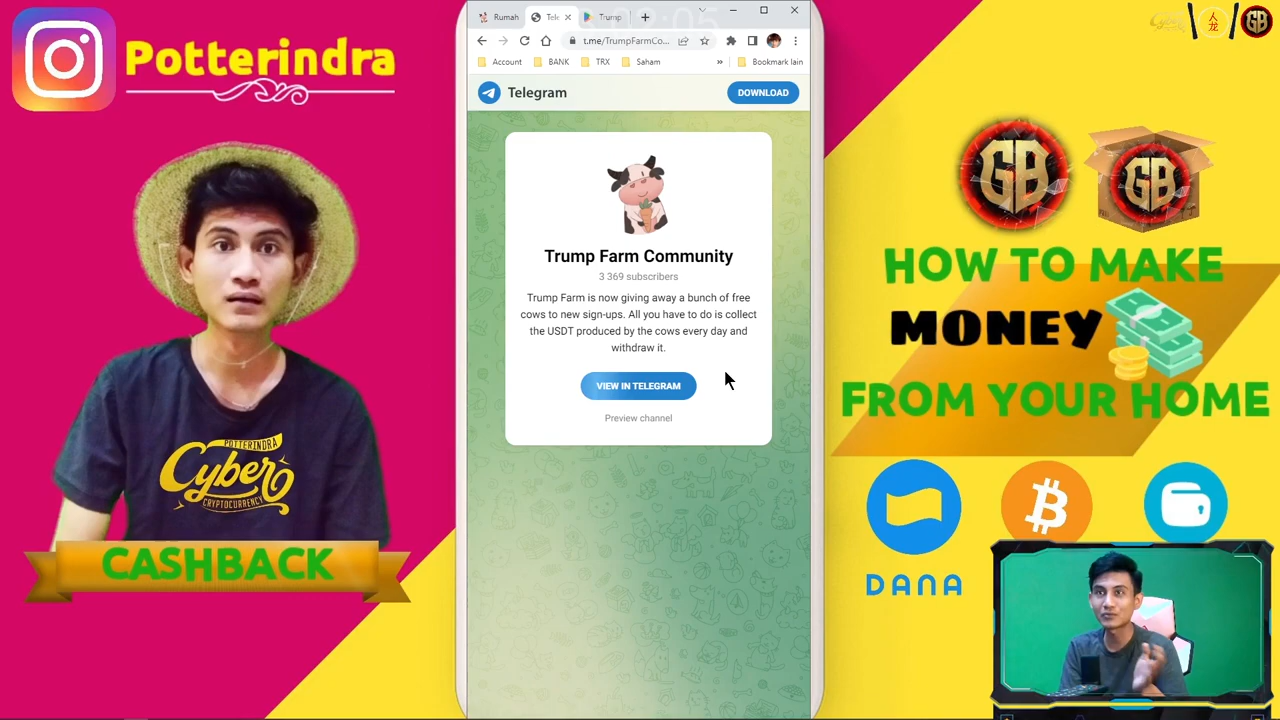 Potterindra
POTTERINDRA
Cyber
CRYPTOCURRENCY
CASHBACK
Rumah
Tele
Trump
t.me/TrumpFarmCo...
Account
BANK
TRX
Saham
»
Bookmark lain
Telegram
DOWNLOAD
Trump Farm Community
3 369 subscribers
Trump Farm is now giving away a bunch of free
cows to new sign-ups. All you have to do is collect
the USDT produced by the cows every day and
withdraw it.
VIEW IN TELEGRAM
Preview channel
GB
GB
GB
HOW TO MAKE
MONEY
FROM YOUR HOME
DANA